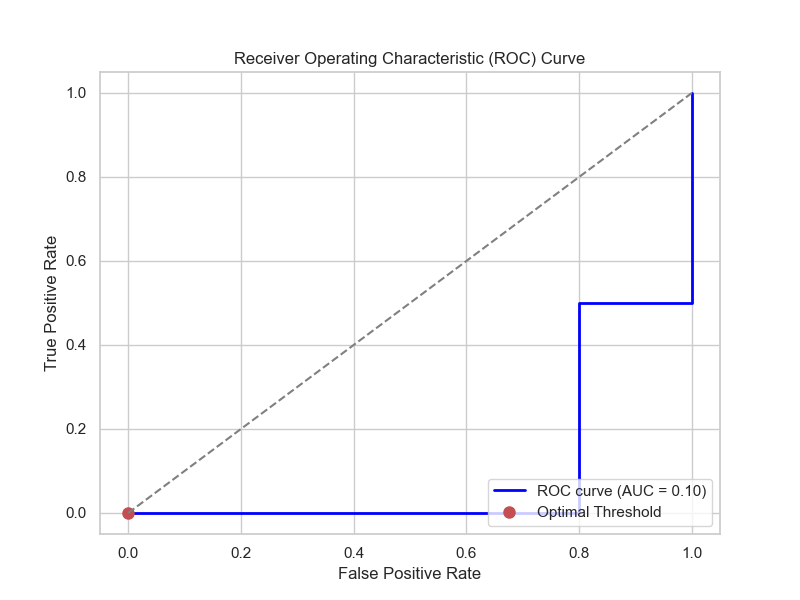 Receiver Operating Characteristic (ROC) Curve
True Positive Rate
1.0
0.8
0.6
0.4
0.2
0.0
ROC curve (AUC = 0.10)
Optimal Threshold
0.0 0.2 0.4 0.6 0.8 1.0
False Positive Rate